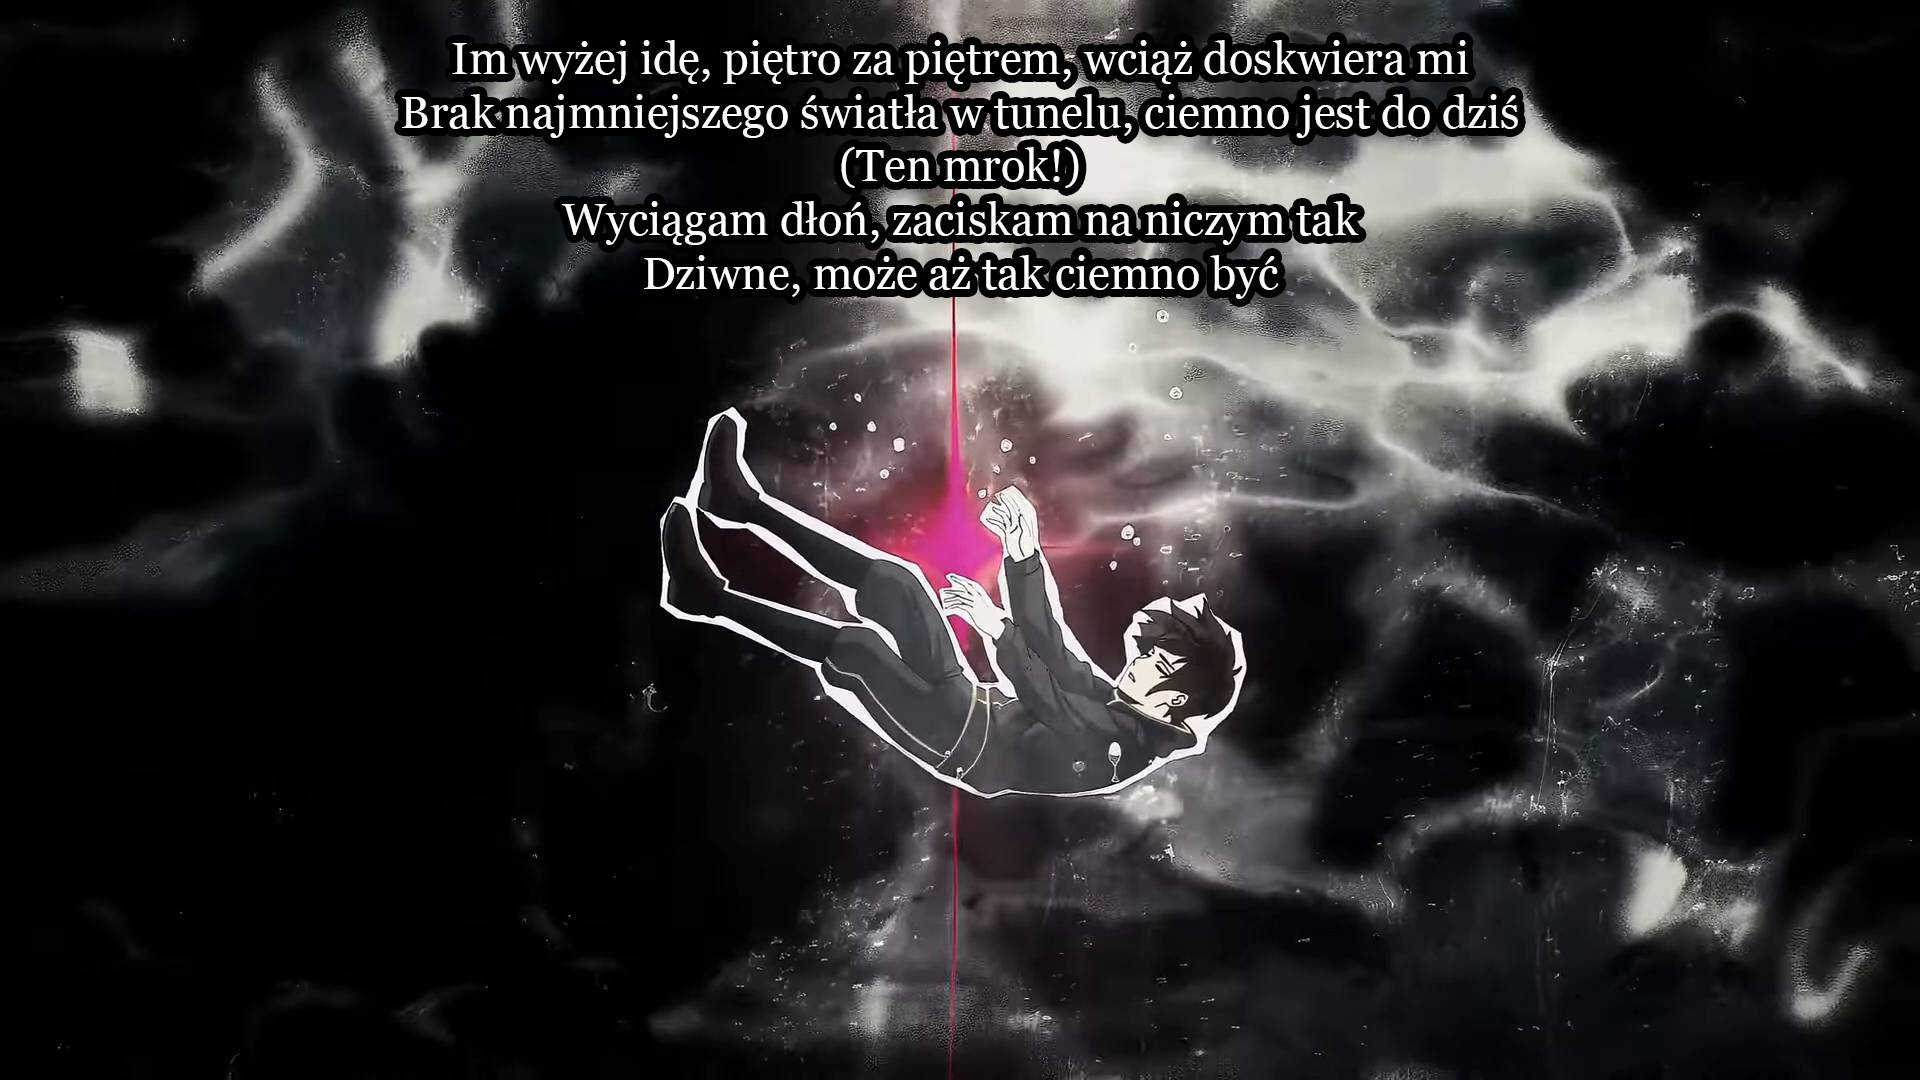 Im wyżej idę, piętro za piętrem, wciąż doskwiera mi
Brak najmniejszego światła w tunelu, ciemno jest do dziś
(Ten mrok!)
Wyciągam dłoń, zaciskam na niczym tak
Dziwne, może aż tak ciemno być